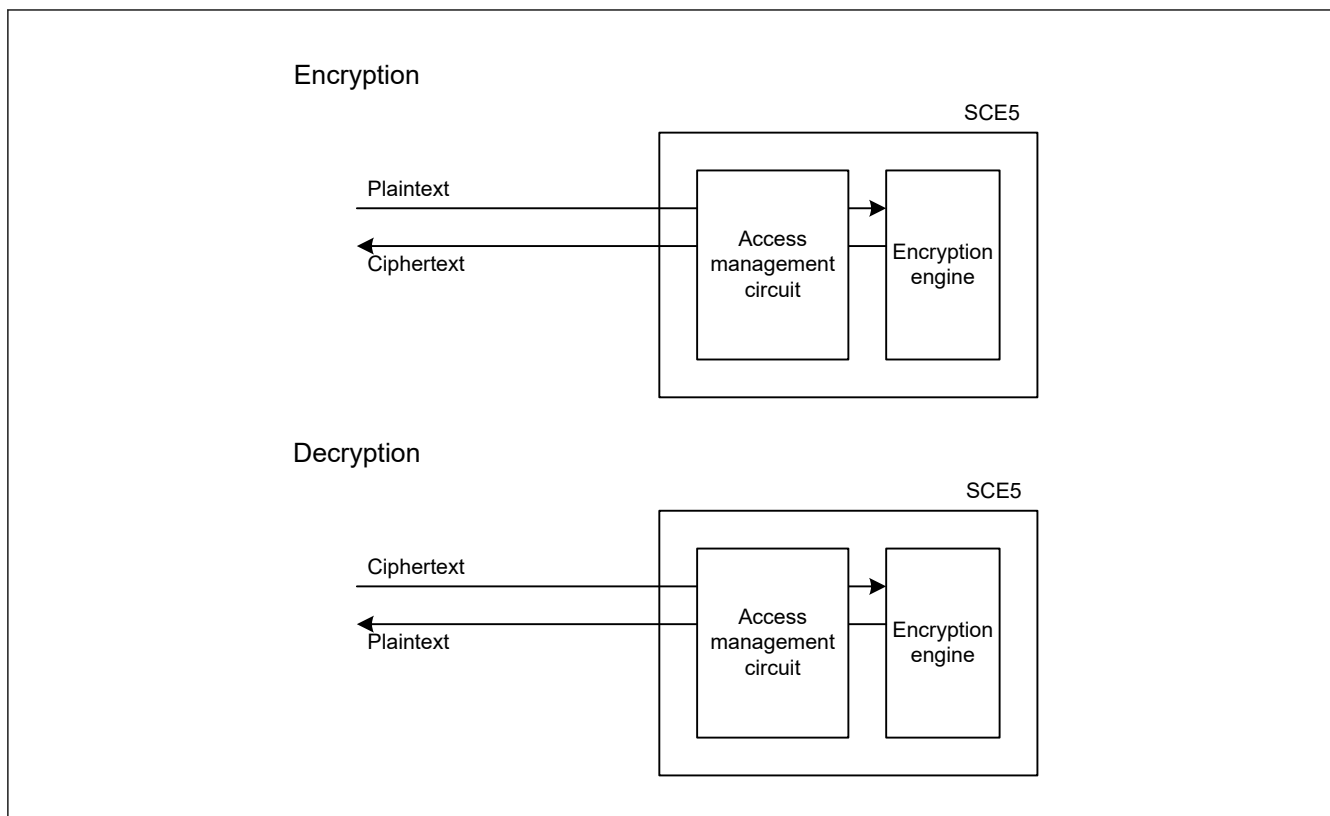 Encryption
SCE5
Plaintext
Ciphertext
Access
management
circuit
Encryption
engine
Decryption
SCE5
Ciphertext
Plaintext
Access
management
circuit
Encryption
engine